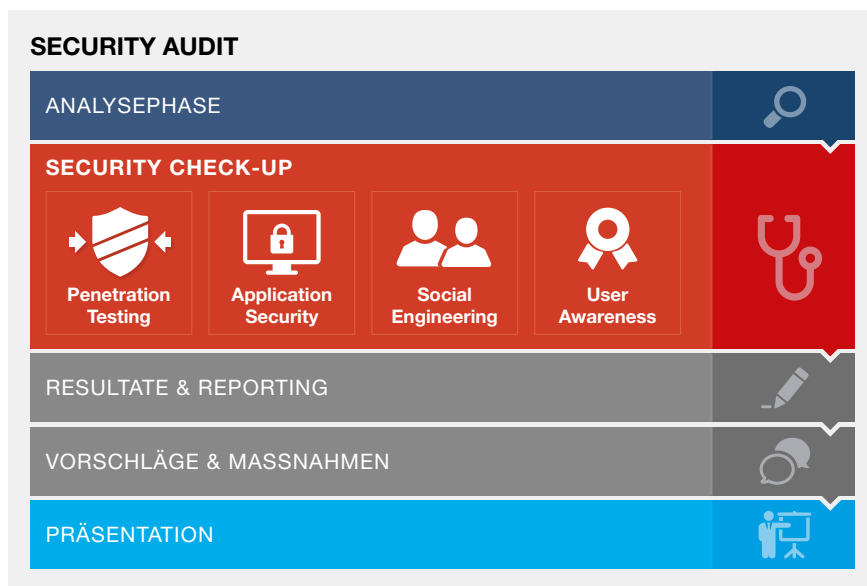 SECURITY AUDIT
ANALYSEPHASE
SECURITY CHECK-UP
Penetration
Testing
Application
Security
Social
Engineering
User
Awareness
RESULTATE & REPORTING
VORSCHLÄGE & MASSNAHMEN
PRÄSENTATION